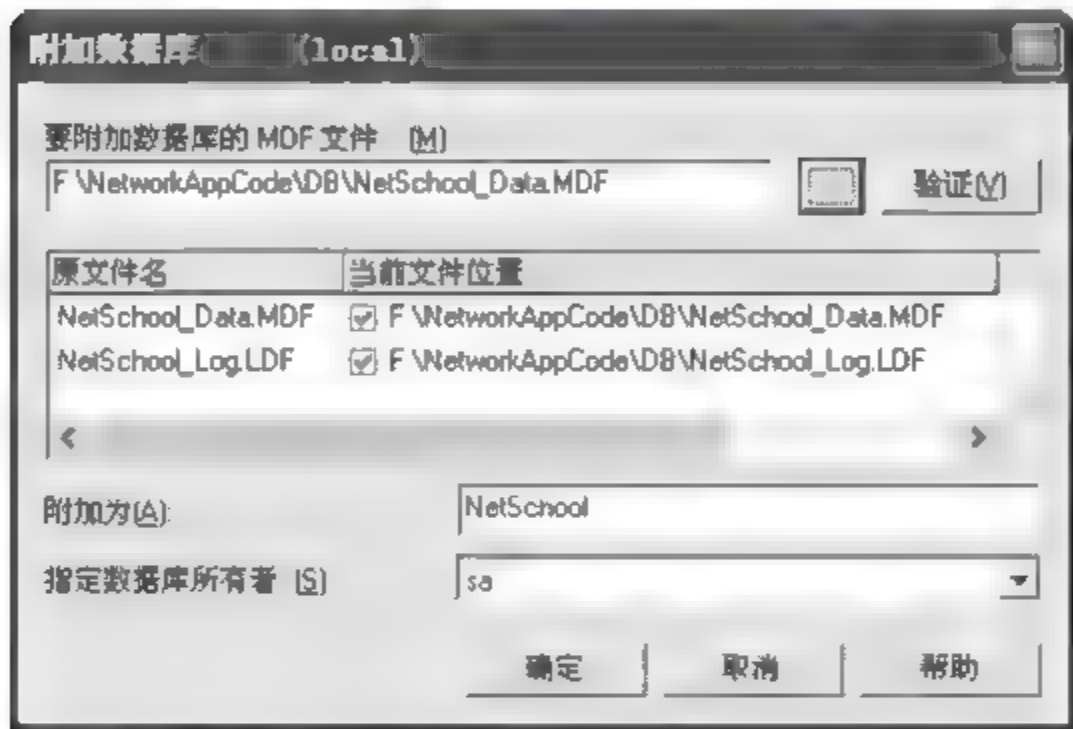 附加数据库 (local)
要附加数据库的 MDF 文件 (M)
F \NetworkAppCode\DB\NetSchool_Data.MDF
验证(V)
原文件名 当前文件位置
NetSchool_Data.MDF F \NetworkAppCode\DB\NetSchool_Data.MDF
NetSchool_Log.LDF F \NetworkAppCode\DB\NetSchool_Log.LDF
附加为(A): NetSchool
指定数据库所有者 (S) sa
确定 取消 帮助